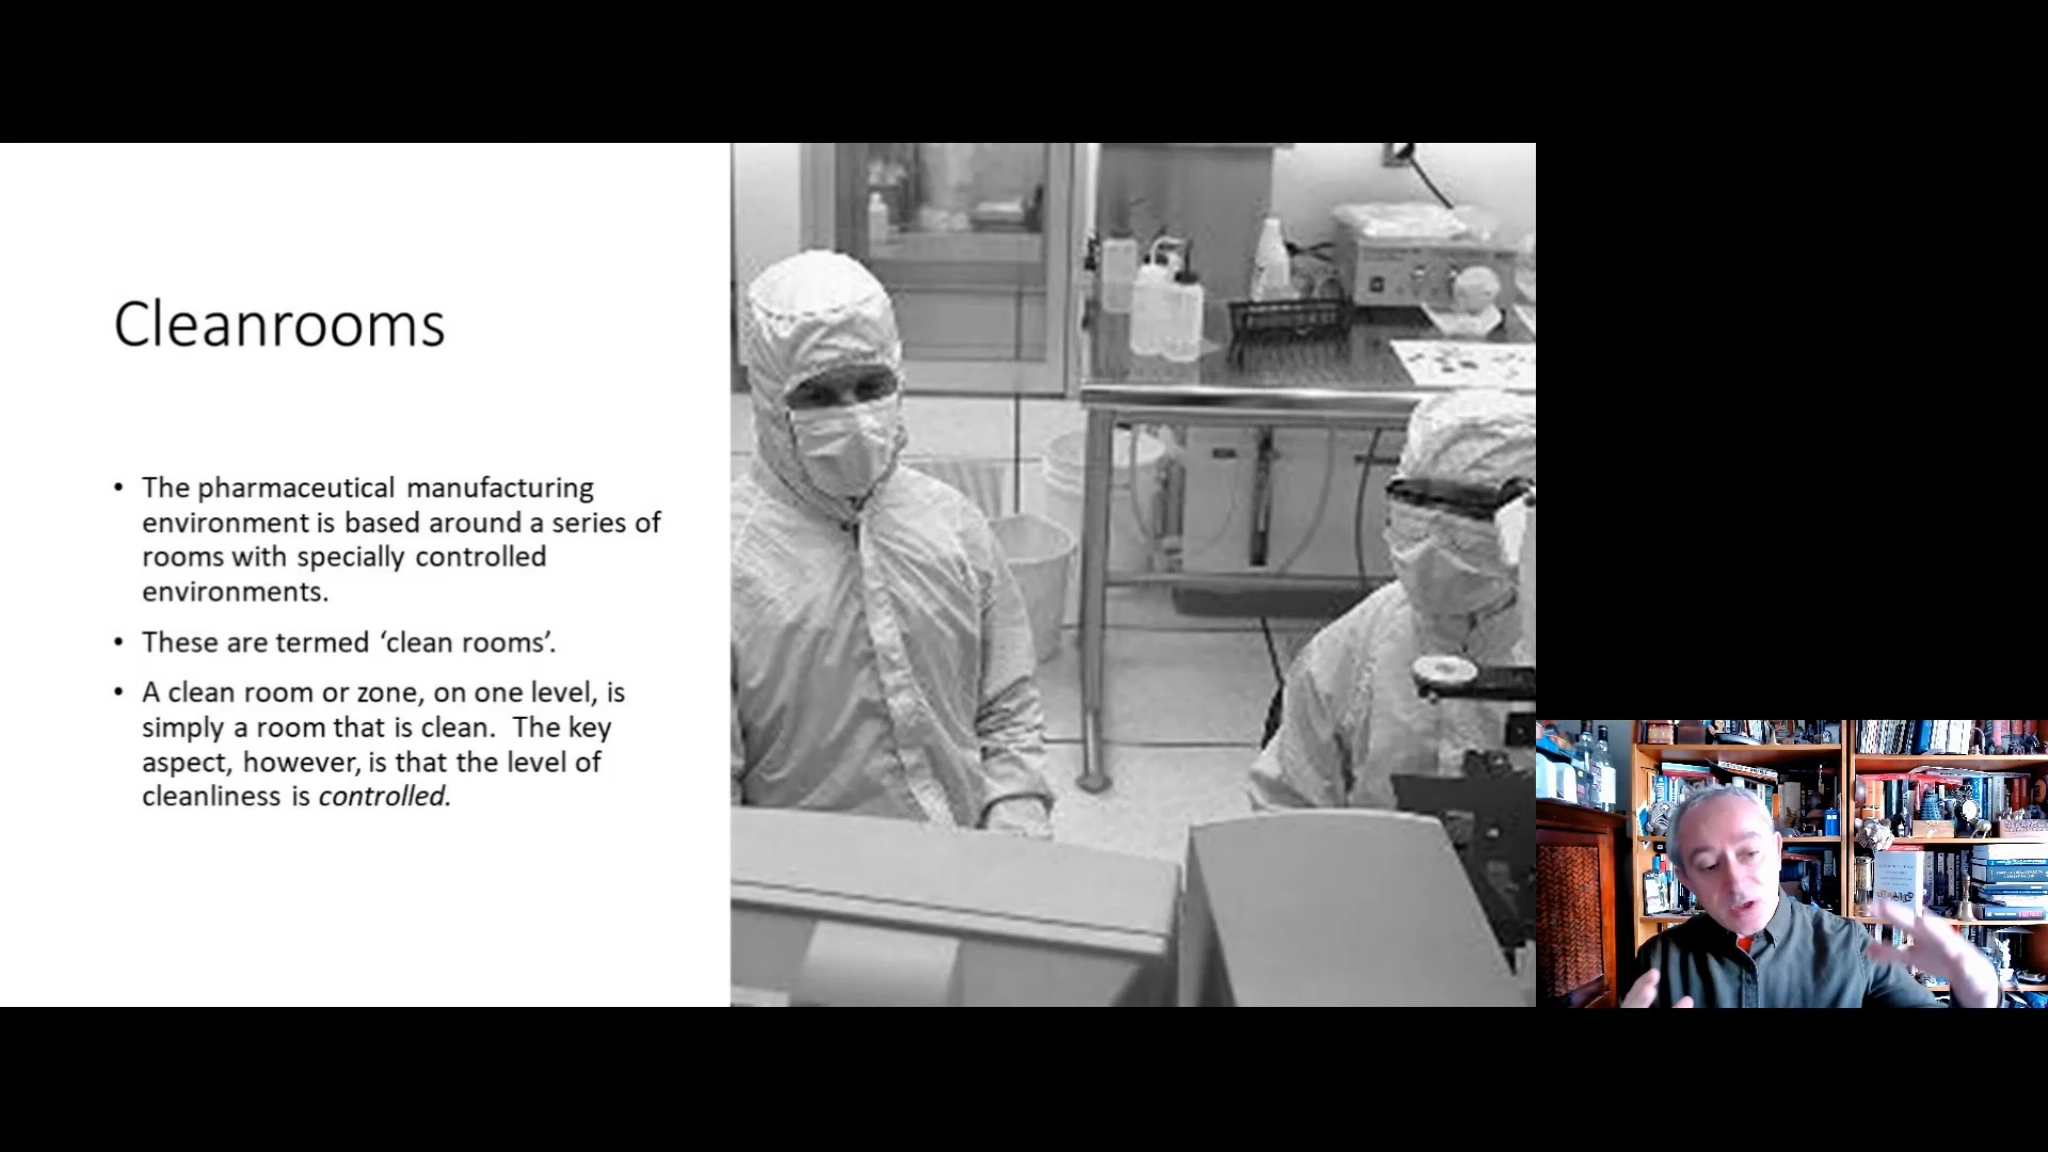 Cleanrooms
• The pharmaceutical manufacturing
environment is based around a series of
rooms with specially controlled
environments.
• These are termed ‘clean rooms’.
• A clean room or zone, on one level, is
simply a room that is clean.  The key
aspect, however, is that the level of
cleanliness is controlled.